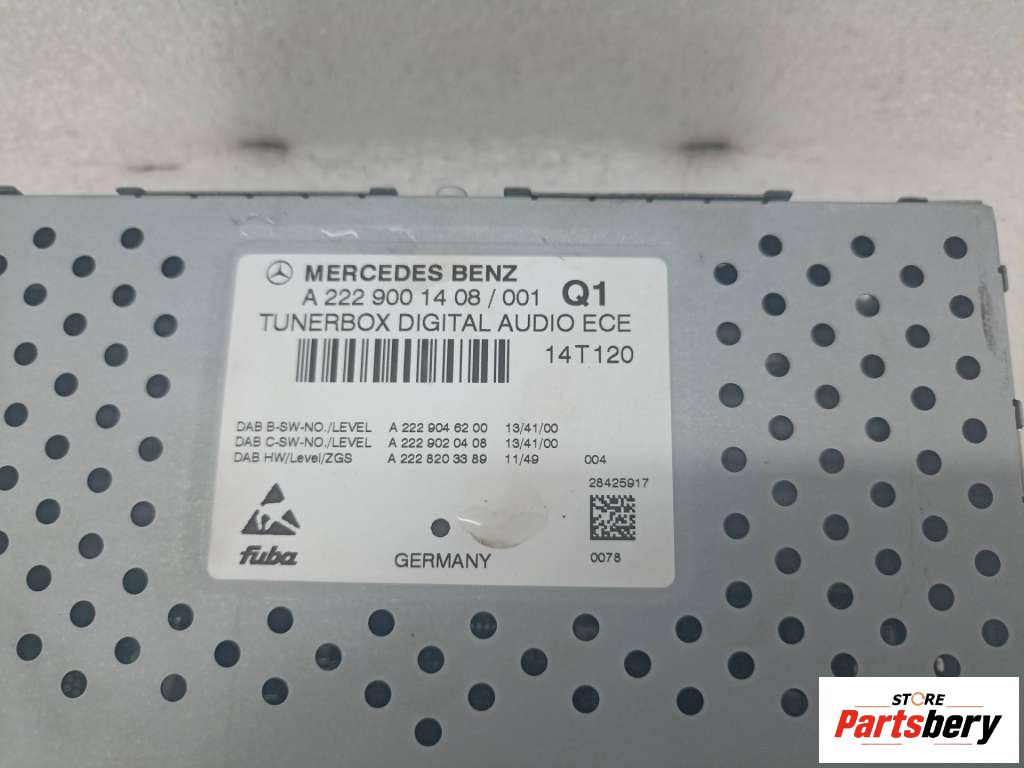 MERCEDES BENZ
A 222 900 14 08 / 001 Q1
TUNERBOX DIGITAL AUDIO ECE
14T120
DAB B-SW-NO./LEVEL A 222 904 62 00 13/41/00
DAB C-SW-NO./LEVEL A 222 902 04 08 13/41/00
DAB HW/Level/ZGS A 222 820 33 89 11/49 004
28425917
fuba
GERMANY
0078
STORE
Partsbery